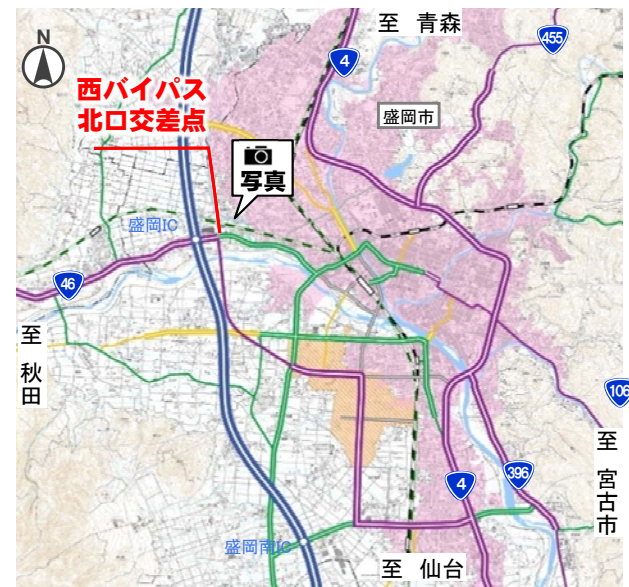 至 青森
N
4
455
西バイパス
北口交差点
盛岡市
写真
盛岡IC
46
至
秋田
106
至
宮古市
4
396
盛岡南IC
至 仙台